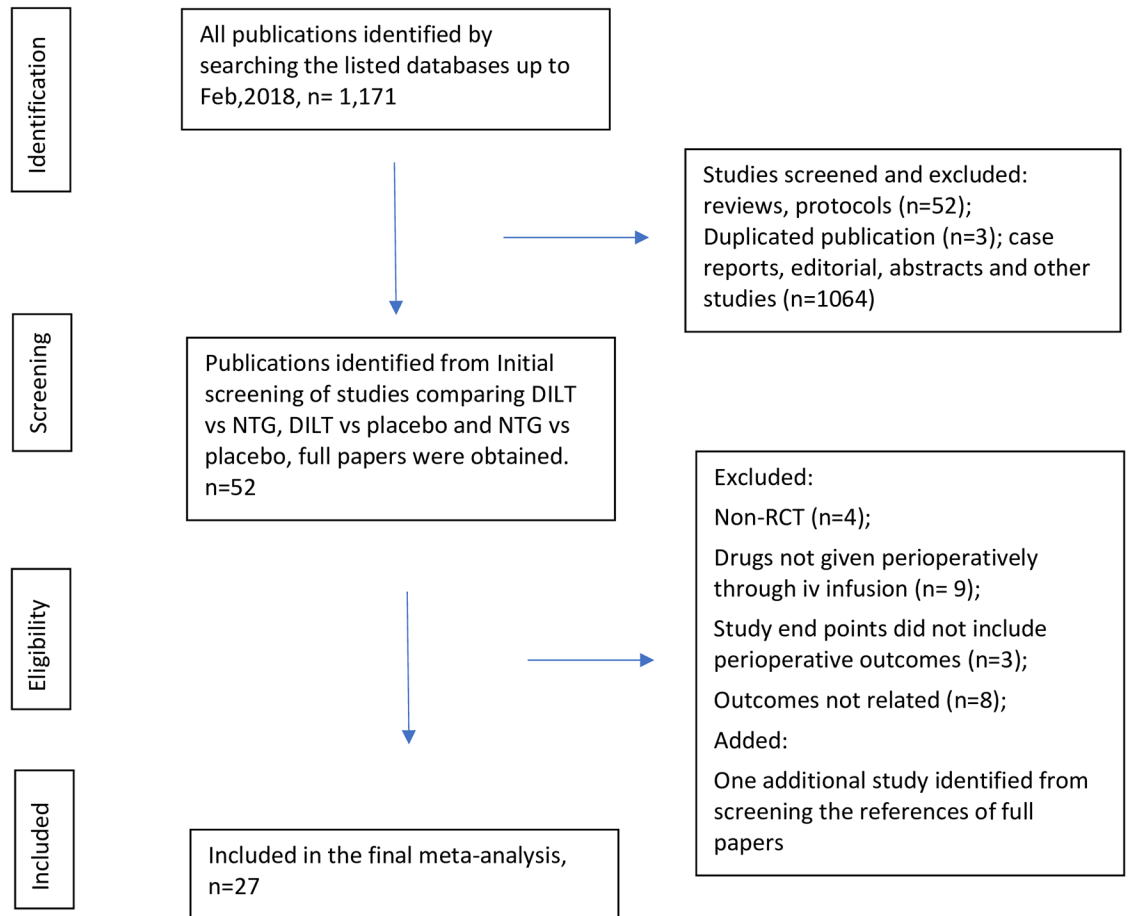 Identification
All publications identified by
searching the listed databases up to
Feb,2018, n= 1,171
Studies screened and excluded:
reviews, protocols (n=52);
Duplicated publication (n=3); case
reports, editorial, abstracts and other
studies (n=1064)
Screening
Publications identified from Initial
screening of studies comparing DILT
vs NTG, DILT vs placebo and NTG vs
placebo, full papers were obtained.
n=52
Eligibility
Excluded:
Non-RCT (n=4);
Drugs not given perioperatively
through iv infusion (n= 9);
Study end points did not include
perioperative outcomes (n=3);
Outcomes not related (n=8);
Added:
One additional study identified from
screening the references of full
papers
Included
Included in the final meta-analysis,
n=27